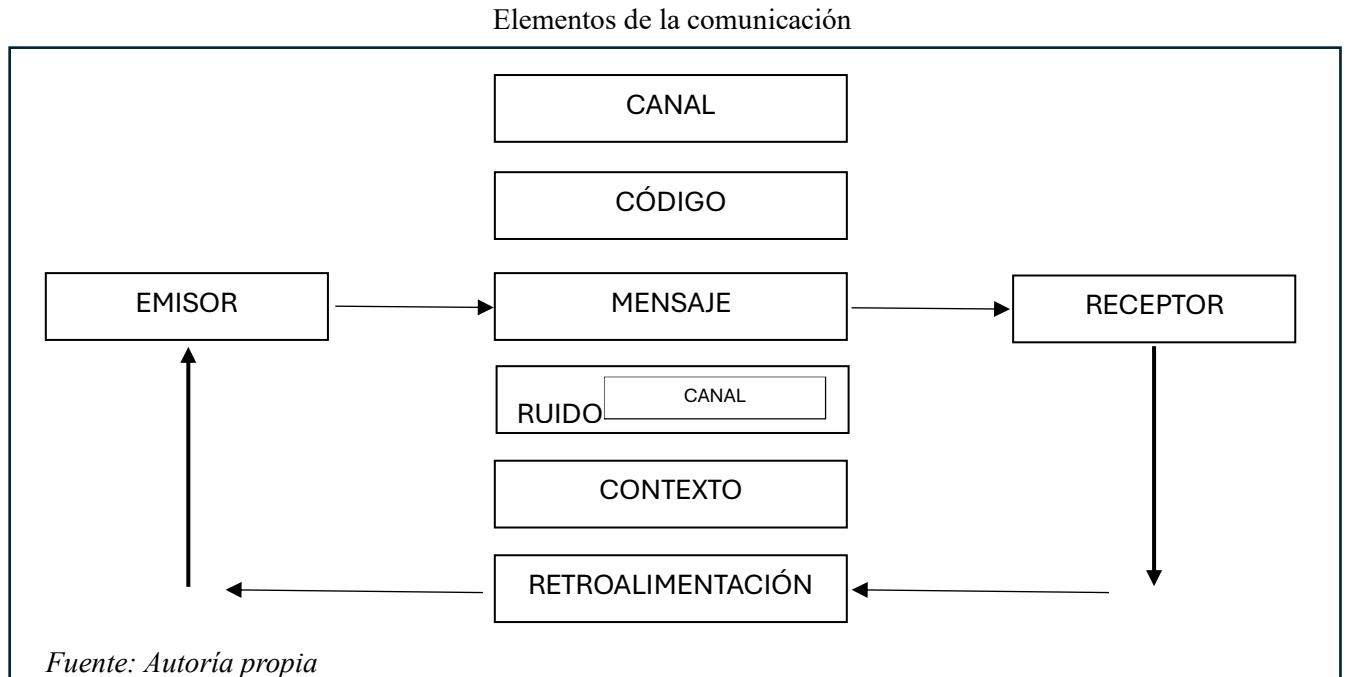 Elementos de la comunicación
CANAL
CÓDIGO
EMISOR
MENSAJE
RECEPTOR
RUIDO
CANAL
CONTEXTO
RETROALIMENTACIÓN
Fuente: Autoría propia